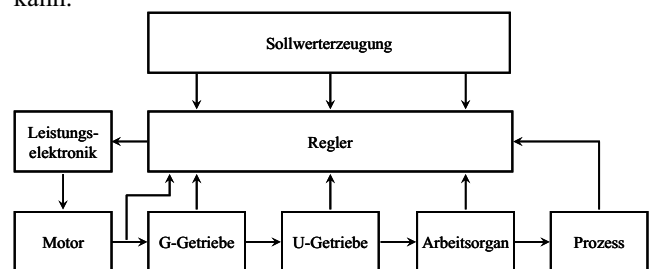 kann.
Sollwerterzeugung
Leistungs-
elektronik
Regler
Motor
G-Getriebe
U-Getriebe
Arbeitsorgan
Prozess